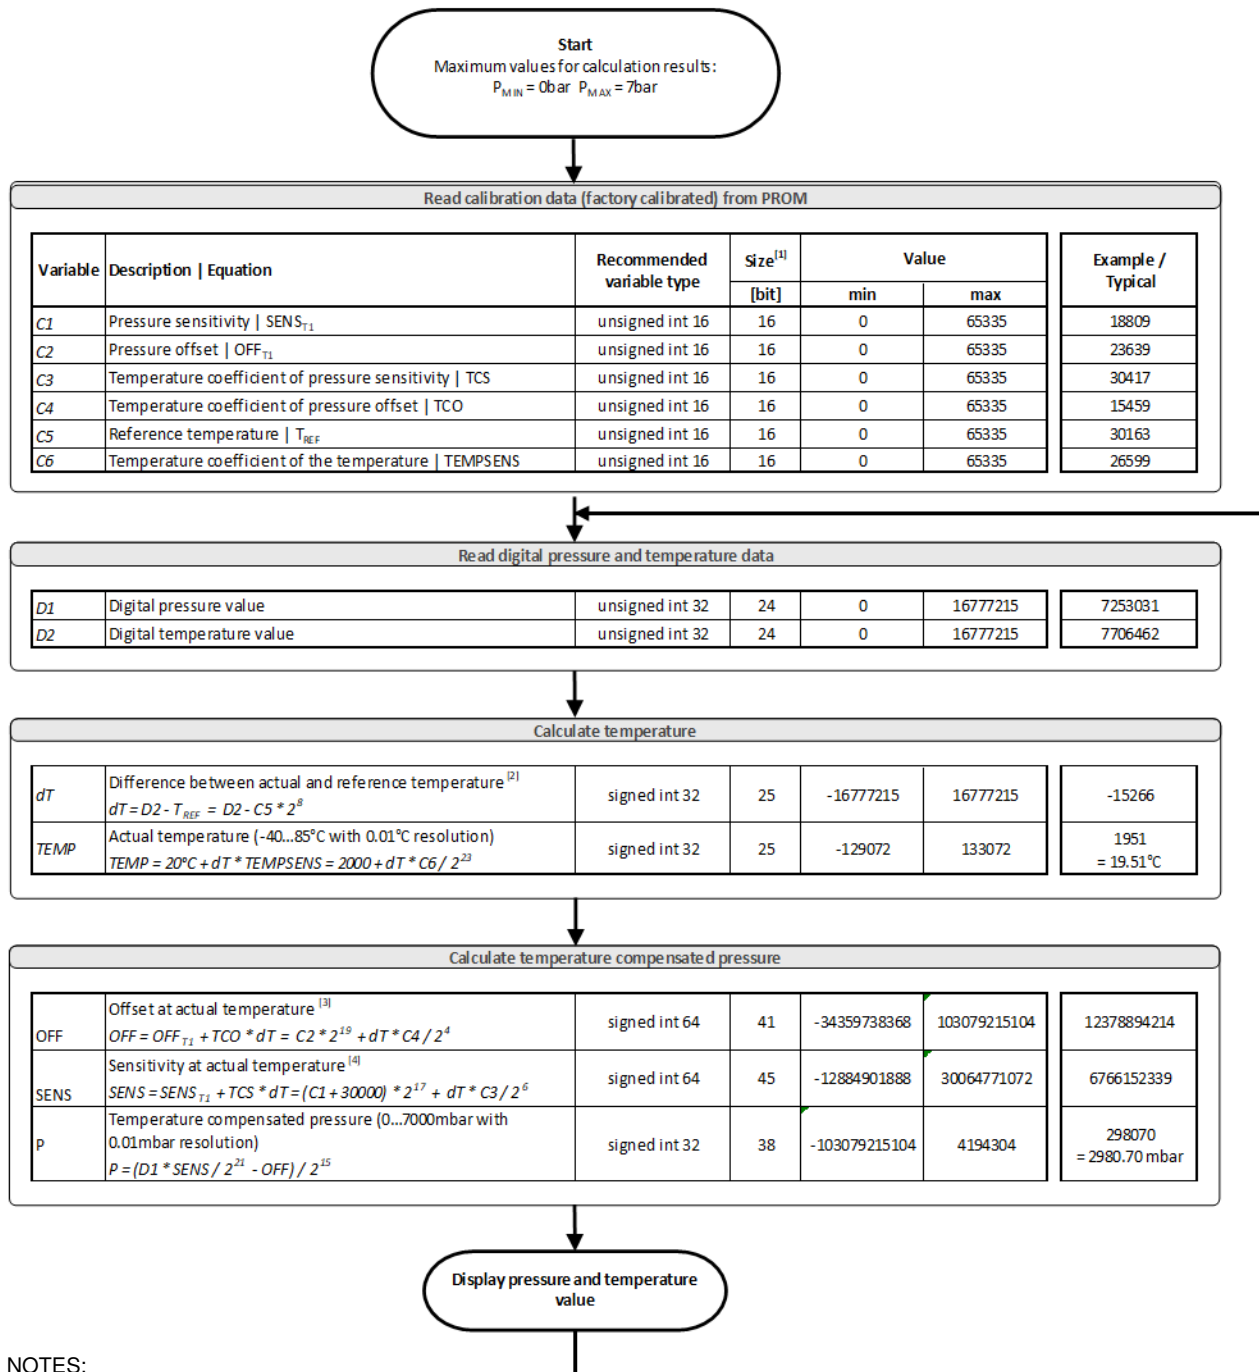 Start
Maximum values for calculation results:
P_MIN = 0bar P_MAX = 7bar
Read calibration data (factory calibrated) from PROM
Variable Description | Equation Recommended variable type Size[1] [bit] Value min max Example / Typical
C1 Pressure sensitivity | SENS_T1 unsigned int 16 16 0 65335 18809
C2 Pressure offset | OFF_T1 unsigned int 16 16 0 65335 23639
C3 Temperature coefficient of pressure sensitivity | TCS unsigned int 16 16 0 65335 30417
C4 Temperature coefficient of pressure offset | TCO unsigned int 16 16 0 65335 15459
C5 Reference temperature | T_REF unsigned int 16 16 0 65335 30163
C6 Temperature coefficient of the temperature | TEMPSENS unsigned int 16 16 0 65335 26599
Read digital pressure and temperature data
D1 Digital pressure value unsigned int 32 24 0 16777215 7253031
D2 Digital temperature value unsigned int 32 24 0 16777215 7706462
Calculate temperature
dT Difference between actual and reference temperature [2]
dT = D2 - T_REF = D2 - C5 * 2^8
signed int 32 25 -16777215 16777215 -15266
TEMP Actual temperature (-40...85°C with 0.01°C resolution)
TEMP = 20°C + dT * TEMPSENS = 2000 + dT * C6 / 2^23
signed int 32 25 -129072 133072 1951
= 19.51°C
Calculate temperature compensated pressure
OFF Offset at actual temperature [3]
OFF = OFF_T1 + TCO * dT = C2 * 2^19 + dT * C4 / 2^4
signed int 64 41 -34359738368 103079215104 12378894214
SENS Sensitivity at actual temperature [4]
SENS = SENS_T1 + TCS * dT = (C1 + 30000) * 2^17 + dT * C3 / 2^6
signed int 64 45 -12884901888 30064771072 6766152339
P Temperature compensated pressure (0...7000mbar with
0.01mbar resolution)
P = (D1 * SENS / 2^21 - OFF) / 2^15
signed int 32 38 -103079215104 4194304 298070
= 2980.70 mbar
Display pressure and temperature
value
NOTES: